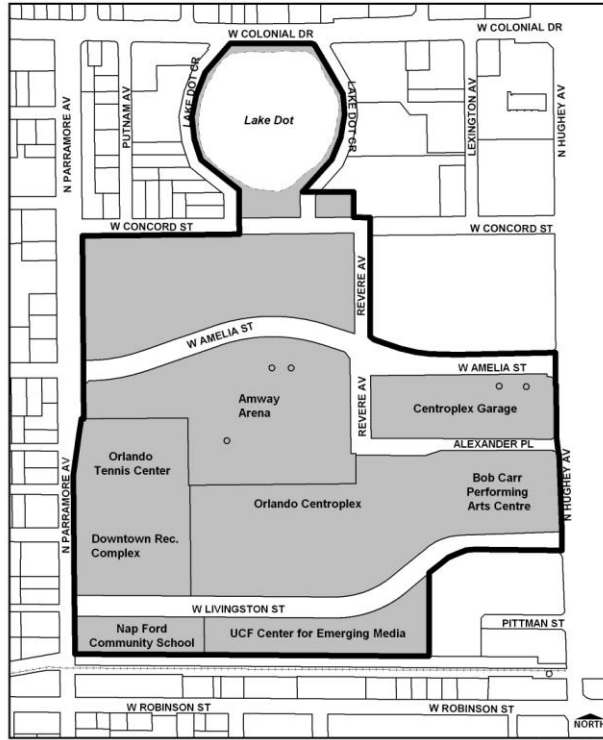 W COLONIAL DR
W COLONIAL DR
N PARRAMORE AV
PUTNAM AV
LAKE DOT CR
Lake Dot
LAKE DOT CR
LEXINGTON AV
N HUGHEY AV
W CONCORD ST
W CONCORD ST
REVERE AV
W AMELIA ST
W AMELIA ST
Amway
Arena
REVERE AV
Centroplex Garage
ALEXANDER PL
Orlando
Tennis Center
Bob Carr
Performing
Arts Centre
N HUGHEY AV
N PARRAMORE AV
Orlando Centroplex
Downtown Rec.
Complex
W LIVINGSTON ST
Nap Ford
Community School
UCF Center for Emerging Media
PITTMAN ST
W ROBINSON ST
W ROBINSON ST
NORTH